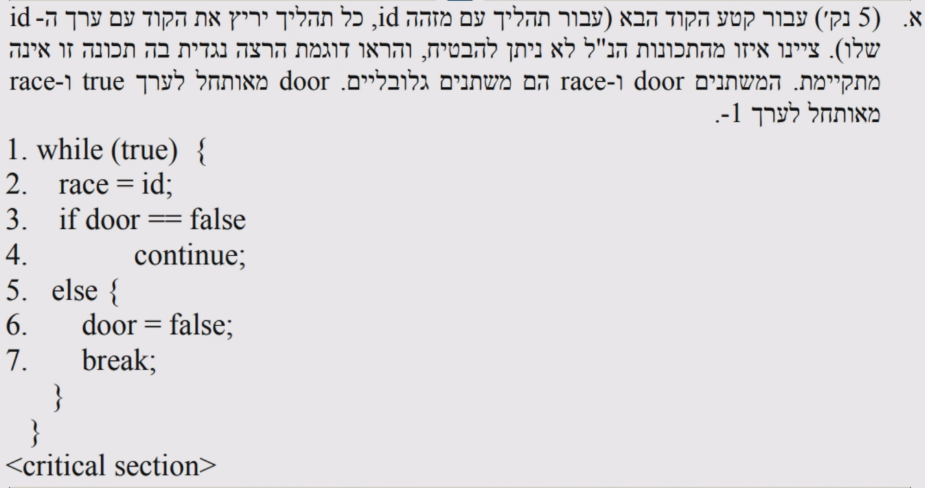 א. (5 נק') עבור קטע הקוד הבא (עבור תהליך עם מזהה id, כל תהליך יריץ את הקוד עם ערך ה- id
שלו). ציינו איזו מהתכונות הנ"ל לא ניתן להבטיח, והראו דוגמת הרצה נגדית בה תכונה זו אינה
מתקיימת. המשתנים door ו-race הם משתנים גלובליים. door מאותחל לערך true ו-race
מאותחל לערך 1-.
1. while (true) {
2. race = id;
3. if door == false
4. continue;
5. else {
6. door = false;
7. break;
}
}
<critical section>